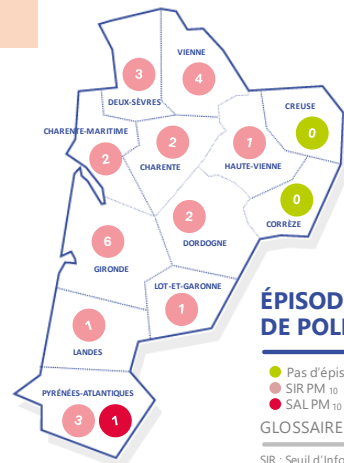 VIENNE
3
4
DEUX-SÈVRES
CREUSE
0
CHARENTE-MARITIME
2
2
1
CHARENTE
HAUTE-VIENNE
0
2
CORRÈZE
DORDOGNE
6
GIRONDE
LOT-ET-GARONNE
1
1
LANDES
PYRÉNÉES-ATLANTIQUES
3
1
ÉPISOD
DE POL
Pas d'épis
SIR PM 10
SAL PM 10
GLOSSAIRE
SIR : Seuil d'Info